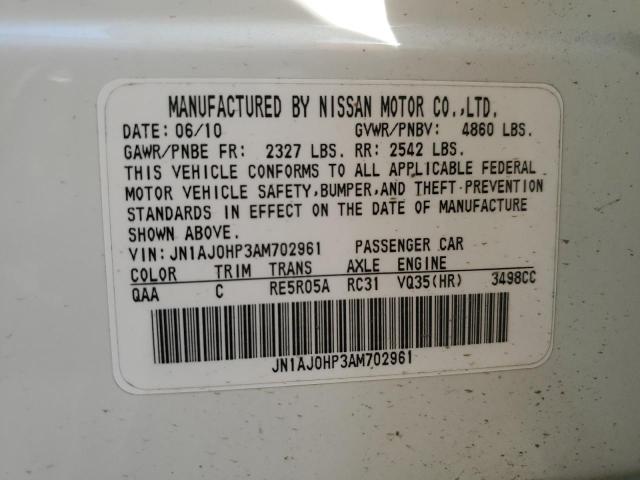 MANUFACTURED BY NISSAN MOTOR CO.,LTD.
DATE: 06/10 GVWR/PNBV: 4860 LBS.
GAWR/PNBE FR: 2327 LBS. RR: 2542 LBS.
THIS VEHICLE CONFORMS TO ALL APPLICABLE FEDERAL
MOTOR VEHICLE SAFETY,BUMPER,AND THEFT PREVENTION
STANDARDS IN EFFECT ON THE DATE OF MANUFACTURE
SHOWN ABOVE.
VIN: JN1AJ0HP3AM702961 PASSENGER CAR
COLOR TRIM TRANS AXLE ENGINE
QAA C RE5R05A RC31 VQ35(HR) 3498CC
JN1AJ0HP3AM702961